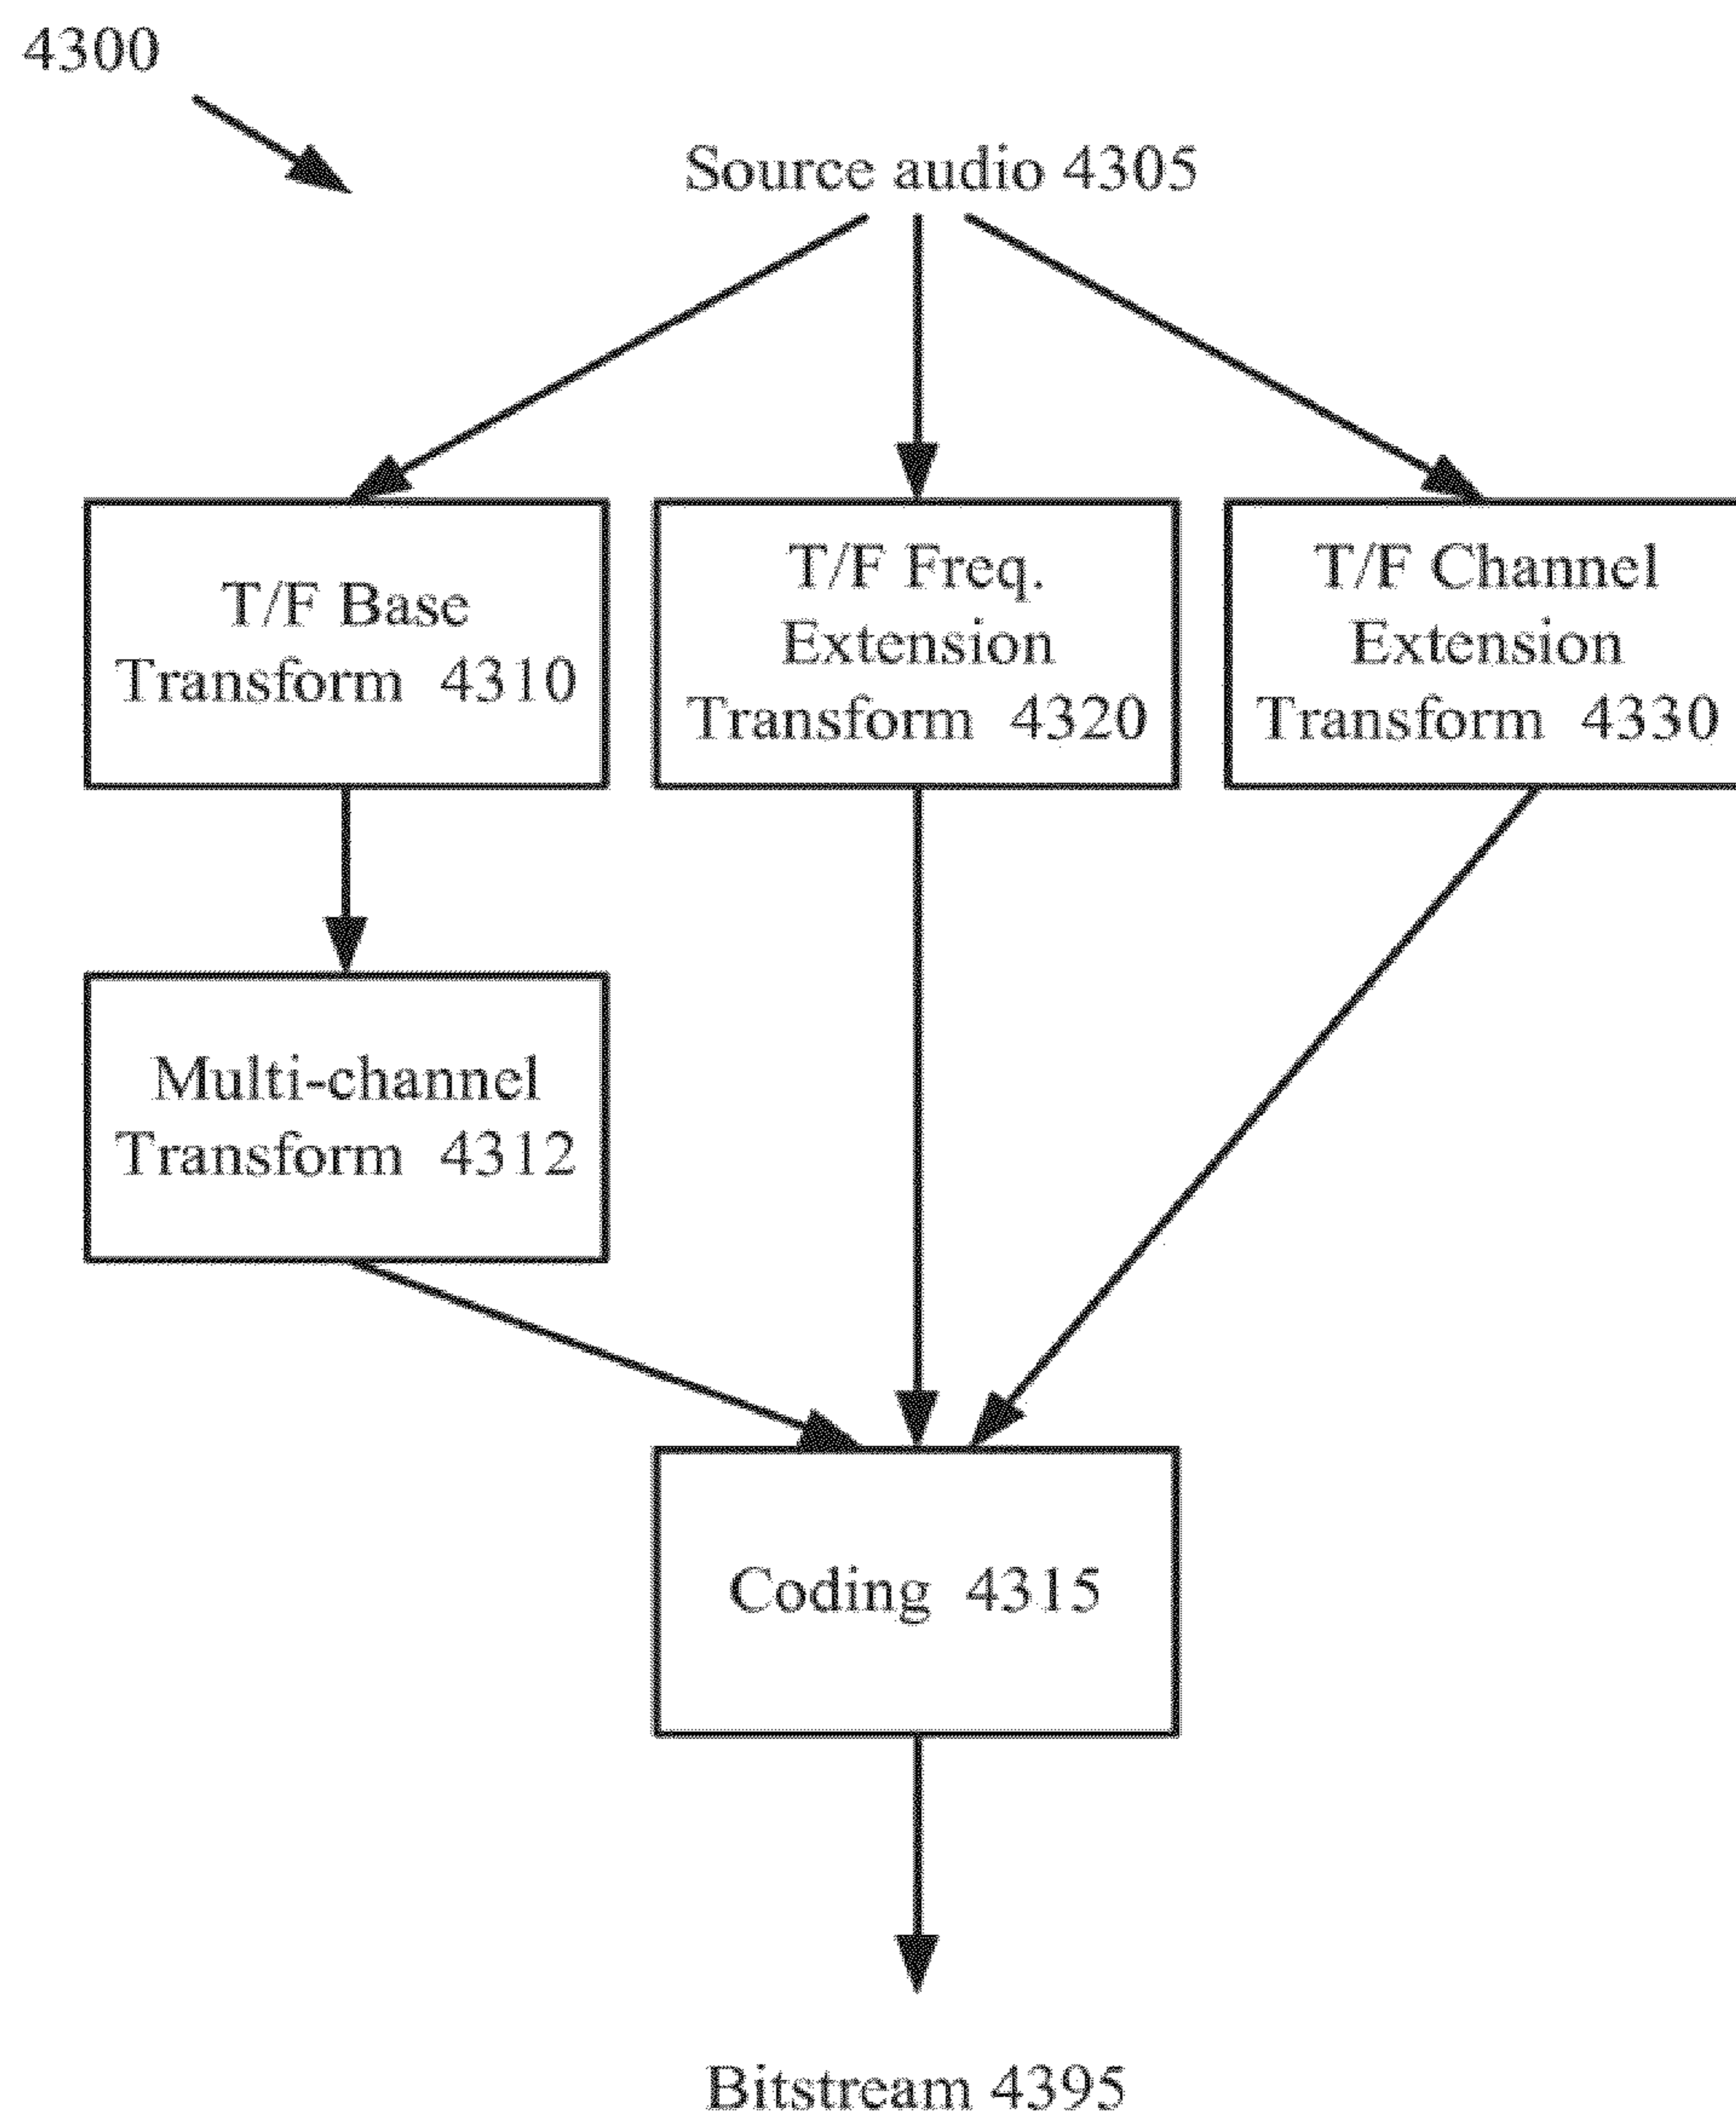 4300
Source audio 4305
T/F Base
Transform 4310
T/F Freq.
Extension
Transform 4320
T/F Channel
Extension
Transform 4330
Multi-channel
Transform 4312
Coding 4315
Bitstream 4395